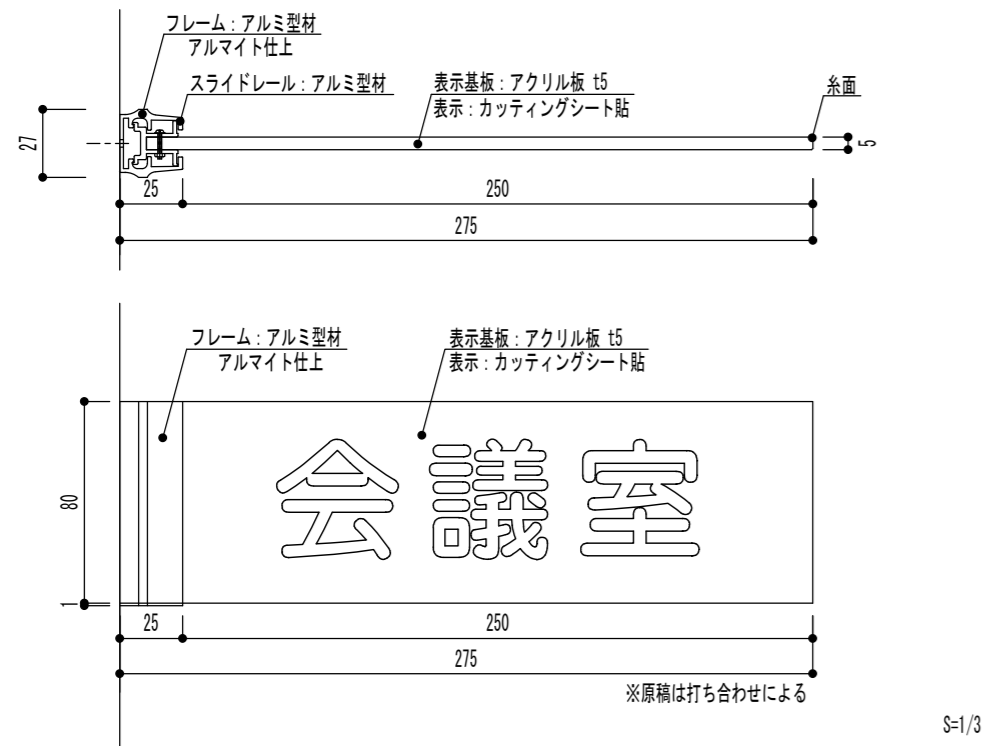 フレーム：アルミ型材
アルマイト仕上
スライドレール：アルミ型材
表示基板：アクリル板 t5
表示：カッティングシート貼
糸面
27
5
25
250
275
フレーム：アルミ型材
アルマイト仕上
表示基板：アクリル板 t5
表示：カッティングシート貼
会議室
80
1
25
250
275
※原稿は打ち合わせによる
S=1/3